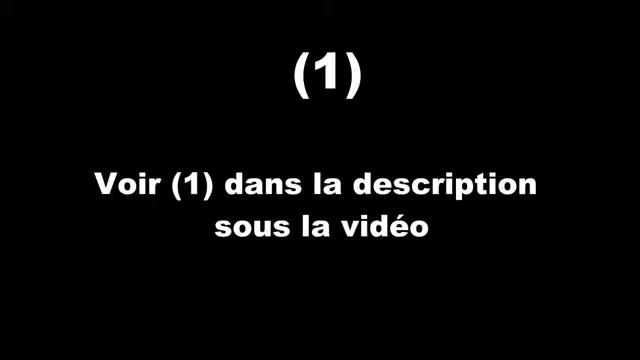 (1)
Voir (1) dans la description
sous la vidéo